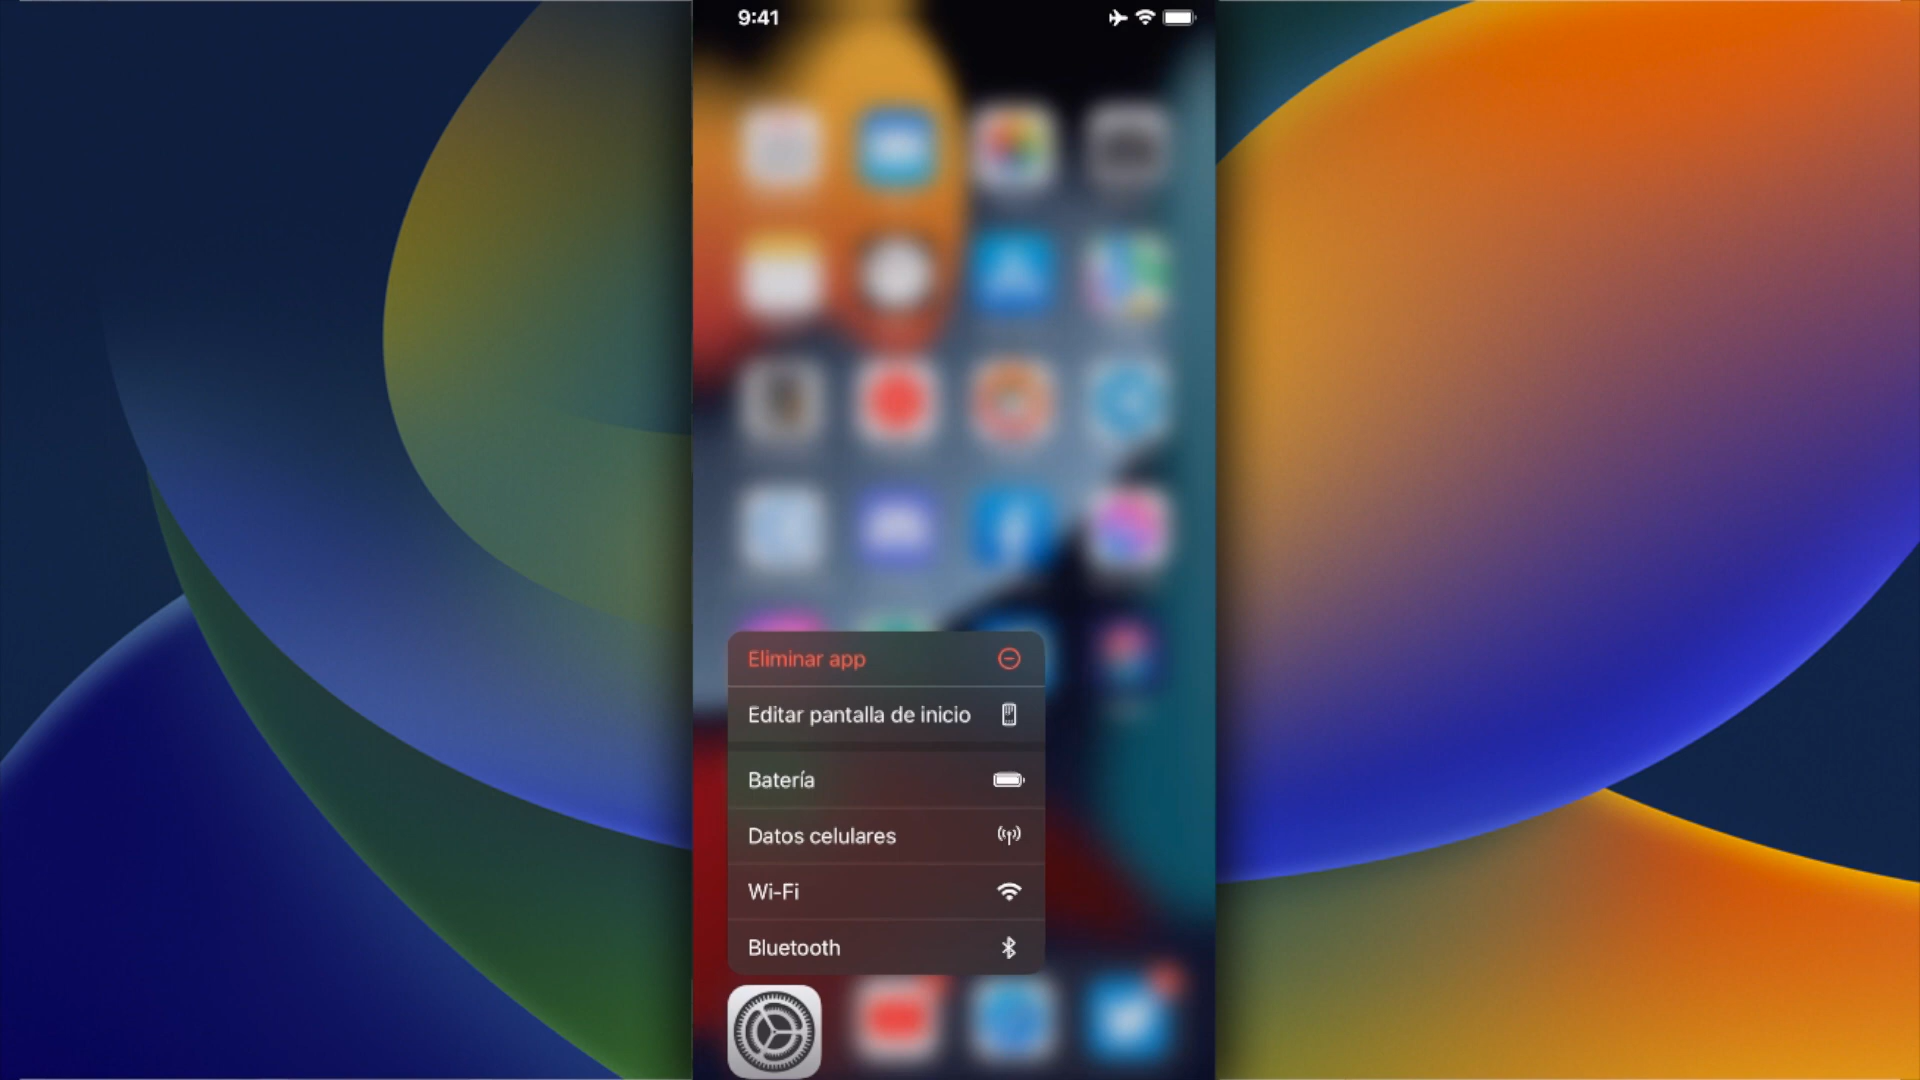 9:41
Eliminar app
Editar pantalla de inicio
Batería
Datos celulares
Wi-Fi
Bluetooth